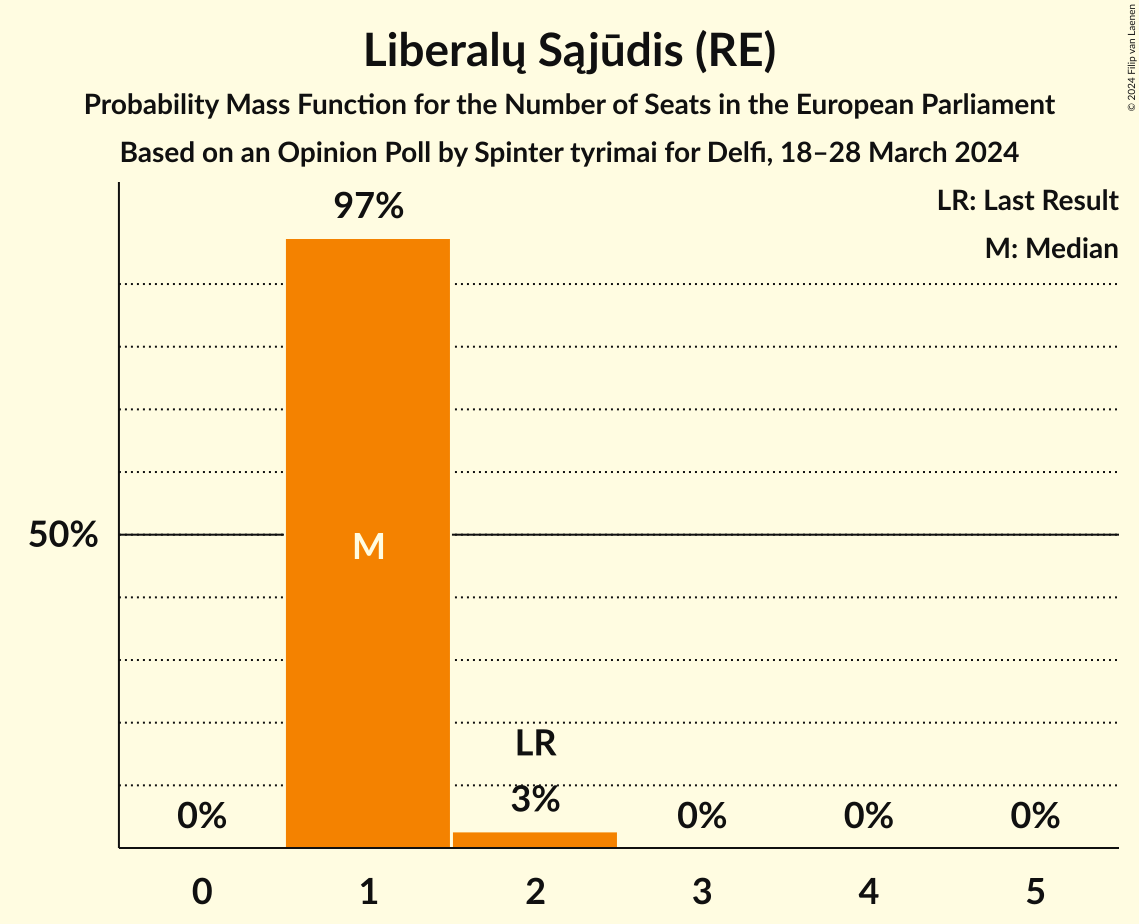 Liberalų Sąjūdis (RE)
Probability Mass Function for the Number of Seats in the European Parliament
Based on an Opinion Poll by Spinter tyrimai for Delfi, 18–28 March 2024
© 2024 Filip van Laenen
LR: Last Result
M: Median
97%
50%
M
LR
0%
3%
0%
0%
0%
0
1
2
3
4
5